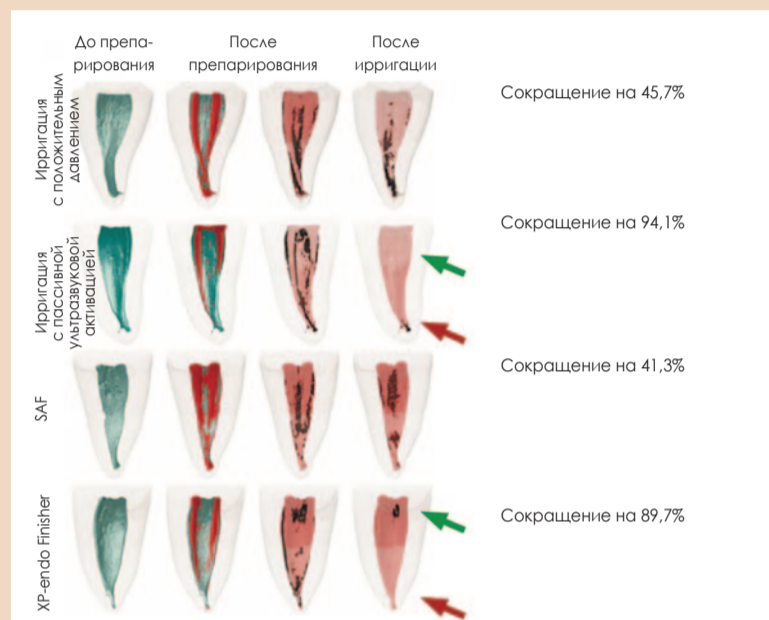 До препа-
рирования
После
препарирования
После
ирригации
Ирригация
с положительным
давлением
Сокращение на 45,7%
Ирригация
с пассивной
ультразвуковой
активацией
Сокращение на 94,1%
SAF
Сокращение на 41,3%
XP-endo Finisher
Сокращение на 89,7%